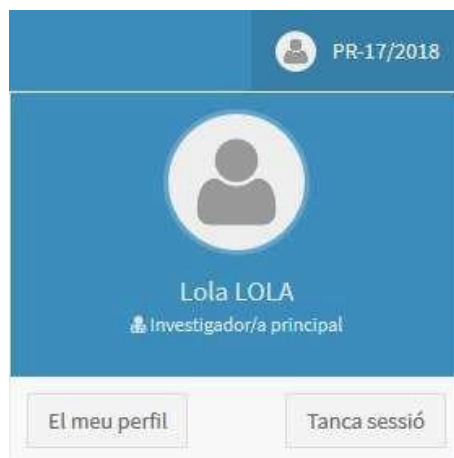 PR-17/2018
Lola LOLA
Investigador/a principal
El meu perfil
Tanca sessió